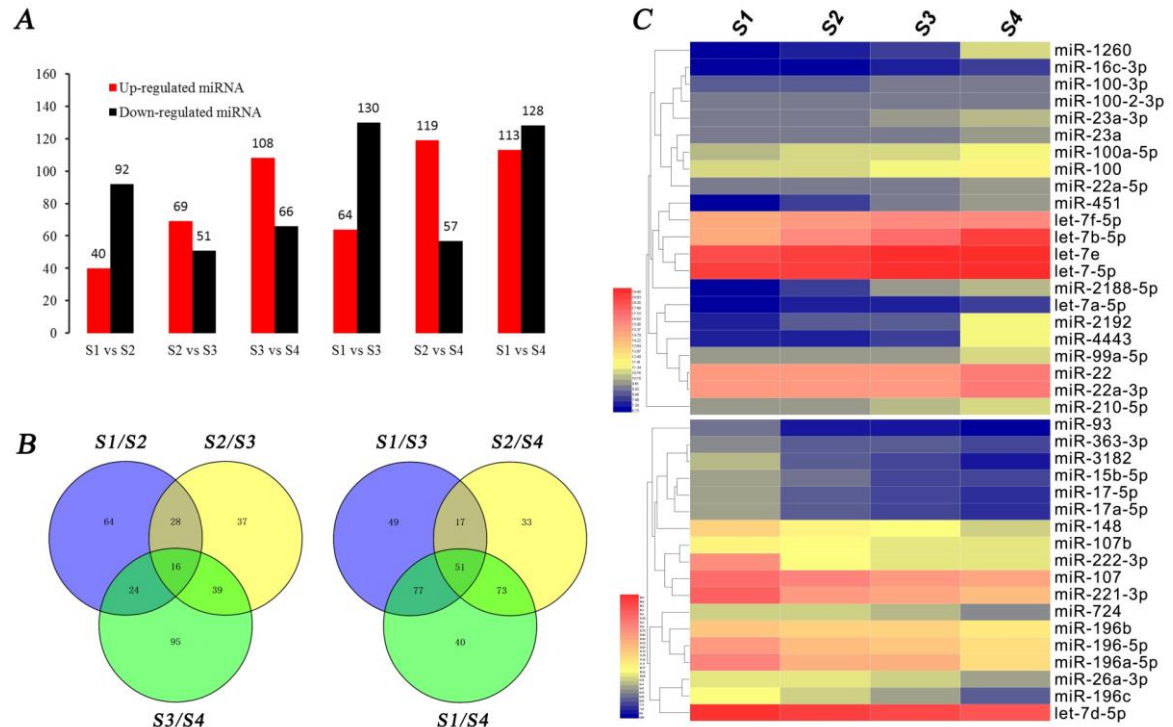 A
160
140
120
100
80
60
40
20
0
Up-regulated miRNA
Down-regulated miRNA
40
92
69
51
108
66
64
130
119
57
113
128
S1 vs S2
S2 vs S3
S3 vs S4
S1 vs S3
S2 vs S4
S1 vs S4
B
S1/S2
S2/S3
64
28
37
16
24
39
95
S3/S4
S1/S3
S2/S4
49
17
33
51
77
73
40
S1/S4
C
S1 S2 S3 S4
miR-1260
miR-16c-3p
miR-100-3p
miR-100-2-3p
miR-23a-3p
miR-23a
miR-100a-5p
miR-100
miR-22a-5p
miR-451
let-7f-5p
let-7b-5p
let-7e
let-7-5p
miR-2188-5p
let-7a-5p
miR-2192
miR-4443
miR-99a-5p
miR-22
miR-22a-3p
miR-210-5p
miR-93
miR-363-3p
miR-3182
miR-15b-5p
miR-17-5p
miR-17a-5p
miR-148
miR-107b
miR-222-3p
miR-107
miR-221-3p
miR-724
miR-196b
miR-196-5p
miR-196a-5p
miR-26a-3p
miR-196c
let-7d-5p